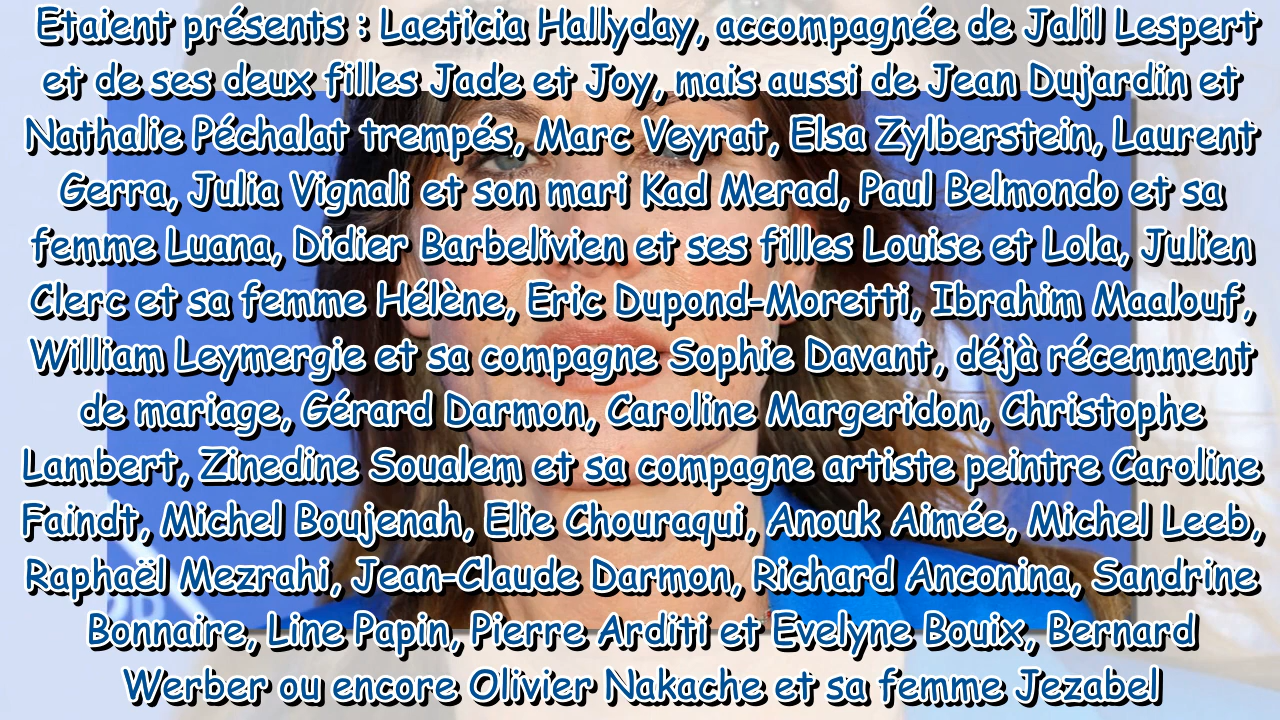 Etaient présents : Laeticia Hallyday, accompagnée de Jalil Lespert
et de ses deux filles Jade et Joy, mais aussi de Jean Dujardin et
Nathalie Péchalat trempés, Marc Veyrat, Elsa Zylberstein, Laurent
Gerra, Julia Vignali et son mari Kad Merad, Paul Belmondo et sa
femme Luana, Didier Barbelivien et ses filles Louise et Lola, Julien
Clerc et sa femme Hélène, Eric Dupond-Moretti, Ibrahim Maalouf,
William Leymergie et sa compagne Sophie Davant, déjà récemment
de mariage, Gérard Darmon, Caroline Margeridon, Christophe
Lambert, Zinedine Soualem et sa compagne artiste peintre Caroline
Faindt, Michel Boujenah, Elie Chouraqui, Anouk Aimée, Michel Leeb,
Raphaël Mezrahi, Jean-Claude Darmon, Richard Anconina, Sandrine
Bonnaire, Line Papin, Pierre Arditi et Evelyne Bouix, Bernard
Werber ou encore Olivier Nakache et sa femme Jezabel